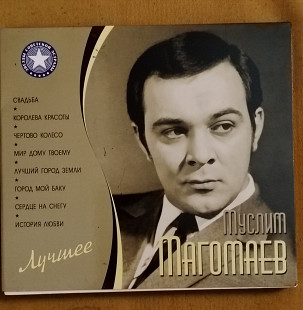 СВАДЬБА
КОРОЛЕВА КРАСОТЫ
ЧЕРТОВО КОЛЕСО
МИР ДОМУ ТВОЕМУ
ЛУЧШИЙ ГОРОД ЗЕМЛИ
ГОРОД МОЙ БАКУ
СЕРДЦЕ НА СНЕГУ
ИСТОРИЯ ЛЮБВИ
Лучшее
МУСЛИМ
МАГОМАЕВ